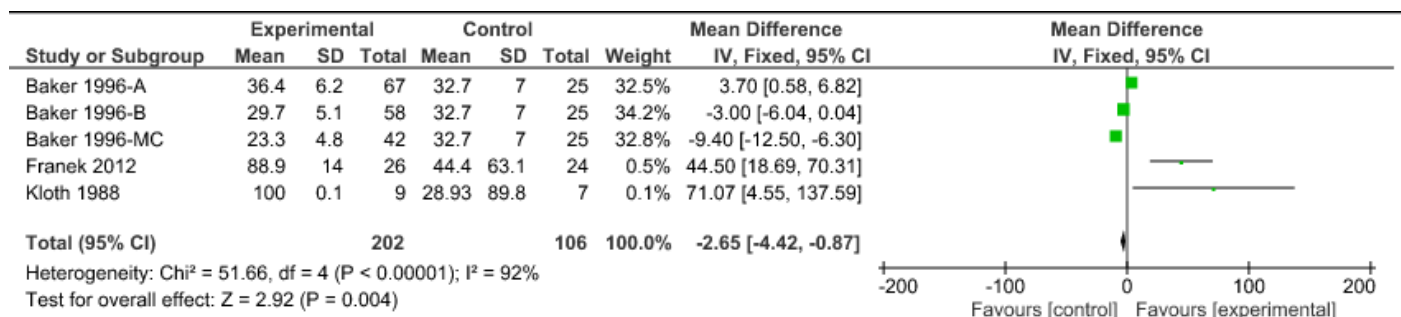 Experimental Control Mean Difference Mean Difference
Study or Subgroup Mean SD Total Mean SD Total Weight IV, Fixed, 95% CI IV, Fixed, 95% CI
Baker 1996-A 36.4 6.2 67 32.7 7 25 32.5% 3.70 [0.58, 6.82]
Baker 1996-B 29.7 5.1 58 32.7 7 25 34.2% -3.00 [-6.04, 0.04]
Baker 1996-MC 23.3 4.8 42 32.7 7 25 32.8% -9.40 [-12.50, -6.30]
Franek 2012 88.9 14 26 44.4 63.1 24 0.5% 44.50 [18.69, 70.31]
Kloth 1988 100 0.1 9 28.93 89.8 7 0.1% 71.07 [4.55, 137.59]
Total (95% CI) 202 106 100.0% -2.65 [-4.42, -0.87]
Heterogeneity: Chi² = 51.66, df = 4 (P < 0.00001); I² = 92%
Test for overall effect: Z = 2.92 (P = 0.004)
-200 -100 0 100 200
Favours [control] Favours [experimental]